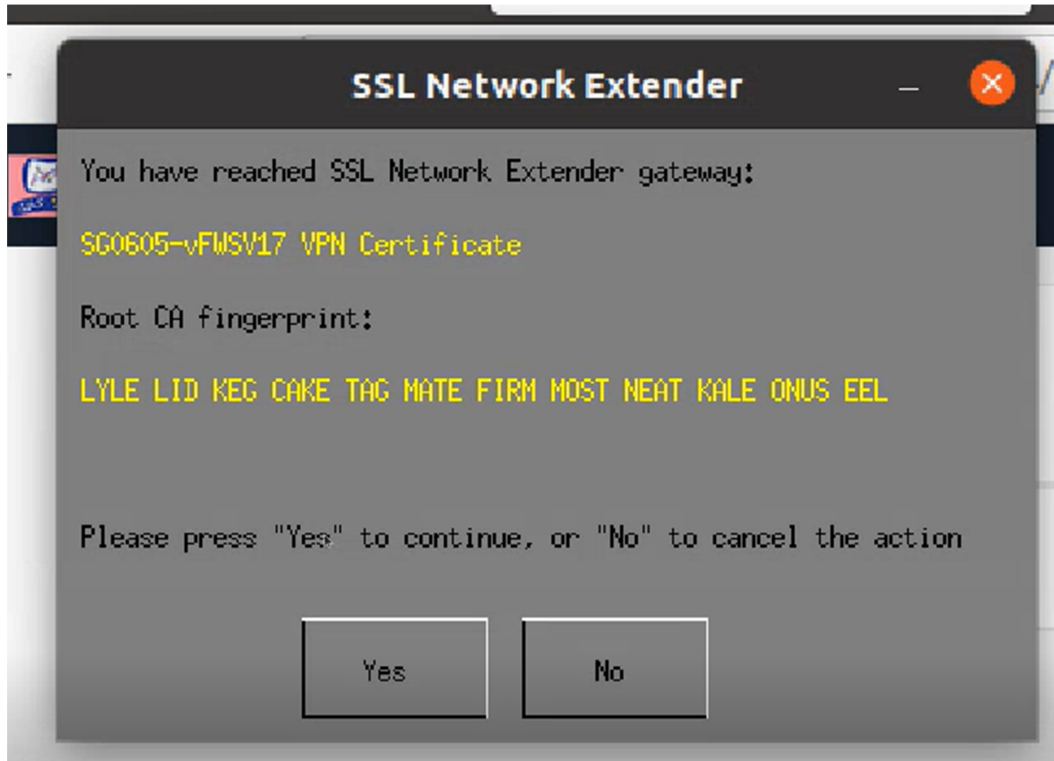 SSL Network Extender
You have reached SSL Network Extender gateway:
SG0605-vFWSV17 VPN Certificate
Root CA fingerprint:
LYLE LID KEG CAKE TAG MATE FIRM MOST NEAT KALE ONUS EEL
Please press "Yes" to continue, or "No" to cancel the action
Yes No